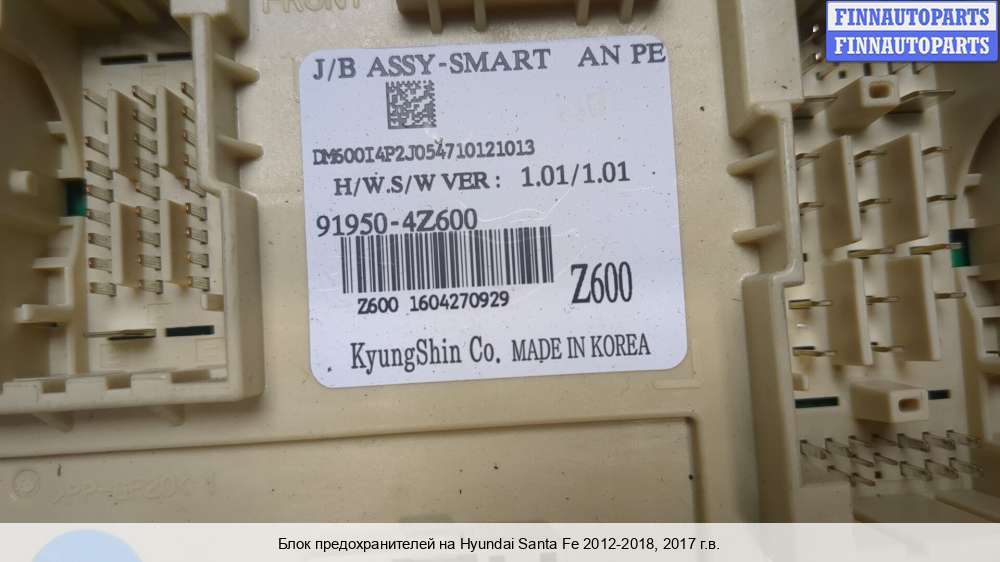 FRONT
FINNAUTOPARTS
FINNAUTOPARTS
J/B ASSY-SMART AN PE
DM600I4P2J054710121013
H/W.S/W VER : 1.01/1.01
91950-4Z600
Z600 1604270929
Z600
KyungShin Co. MADE IN KOREA
Блок предохранителей на Hyundai Santa Fe 2012-2018, 2017 г.в.